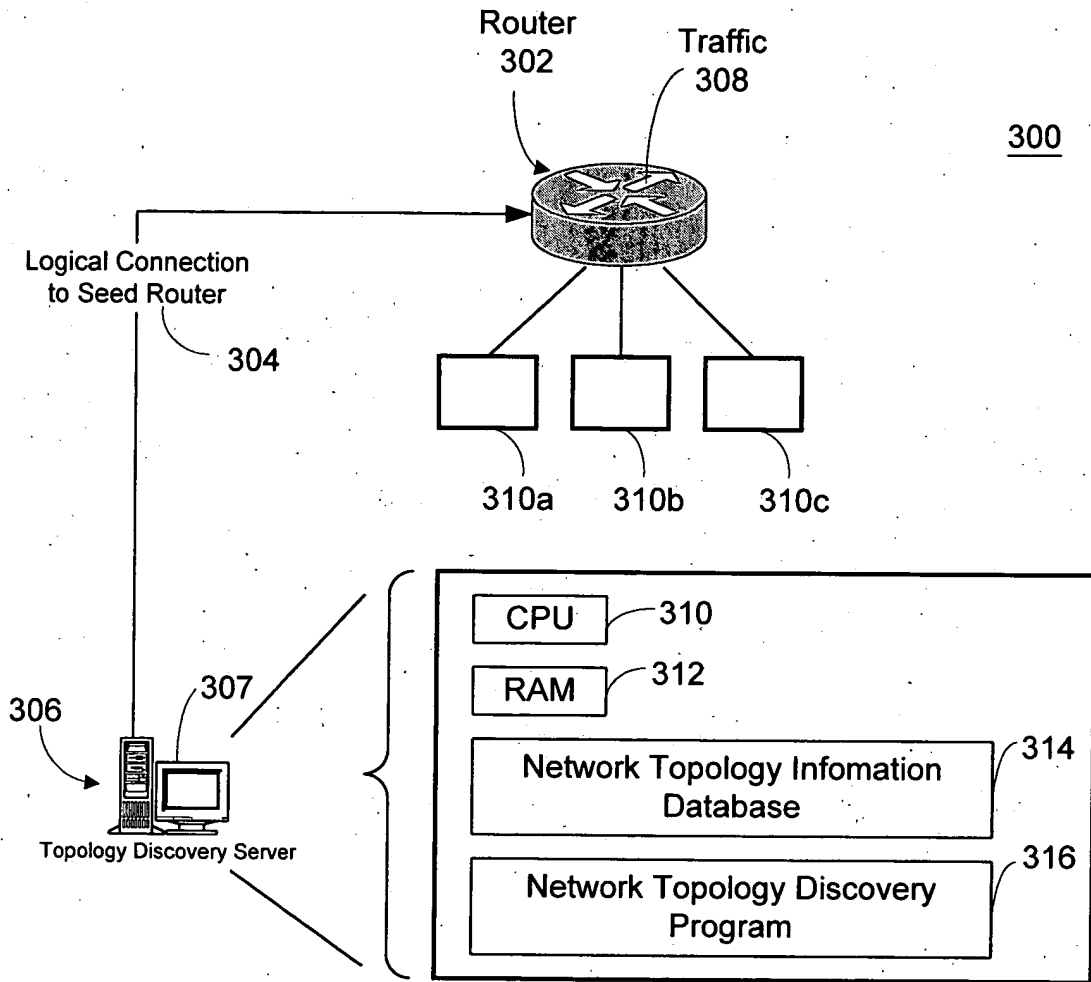 Router
302
Traffic
308
300
Logical Connection
to Seed Router
304
310a
310b
310c
CPU
310
RAM
312
307
306
Network Topology Infomation
Database
314
Topology Discovery Server
Network Topology Discovery
Program
316